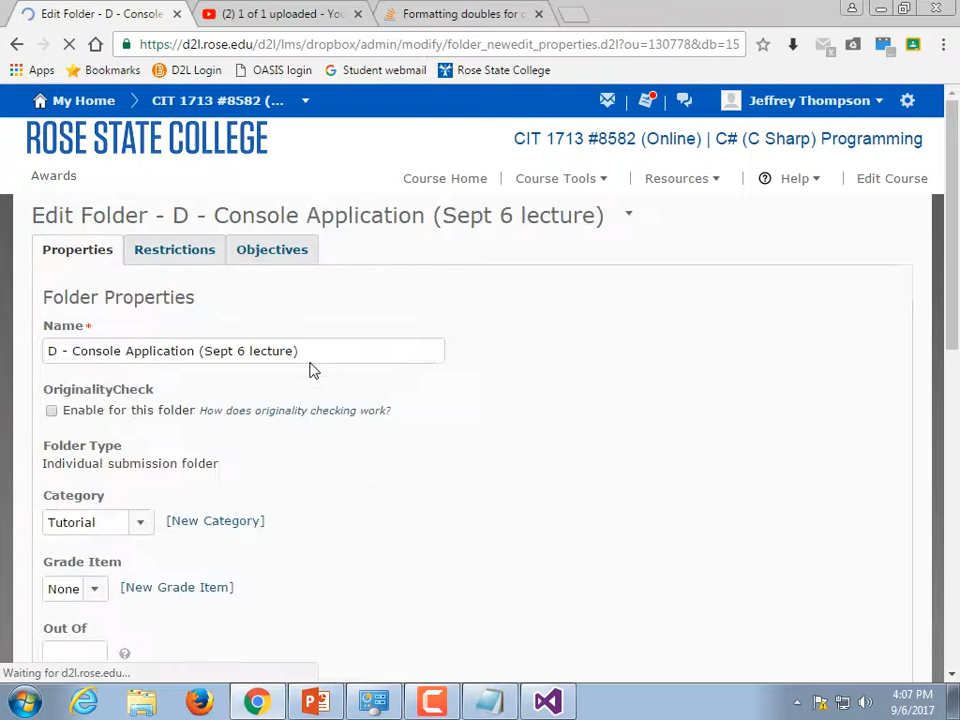 Edit Folder - D - Console
(2) 1 of 1 uploaded - You
Formatting doubles for c
https://d2l.rose.edu/d2l/lms/dropbox/admin/modify/folder_newedit_properties.d2l?ou=130778&db=15
Apps Bookmarks D2L Login OASIS login Student webmail Rose State College
My Home CIT 1713 #8582 (... Jeffrey Thompson
ROSE STATE COLLEGE CIT 1713 #8582 (Online) | C# (C Sharp) Programming
Awards Course Home Course Tools Resources Help Edit Course
Edit Folder - D - Console Application (Sept 6 lecture)
Properties Restrictions Objectives
Folder Properties
Name*
D - Console Application (Sept 6 lecture)
OriginalityCheck
Enable for this folder How does originality checking work?
Folder Type
Individual submission folder
Category
Tutorial [New Category]
Grade Item
None [New Grade Item]
Out Of
Waiting for d2l.rose.edu...
4:07 PM
9/6/2017